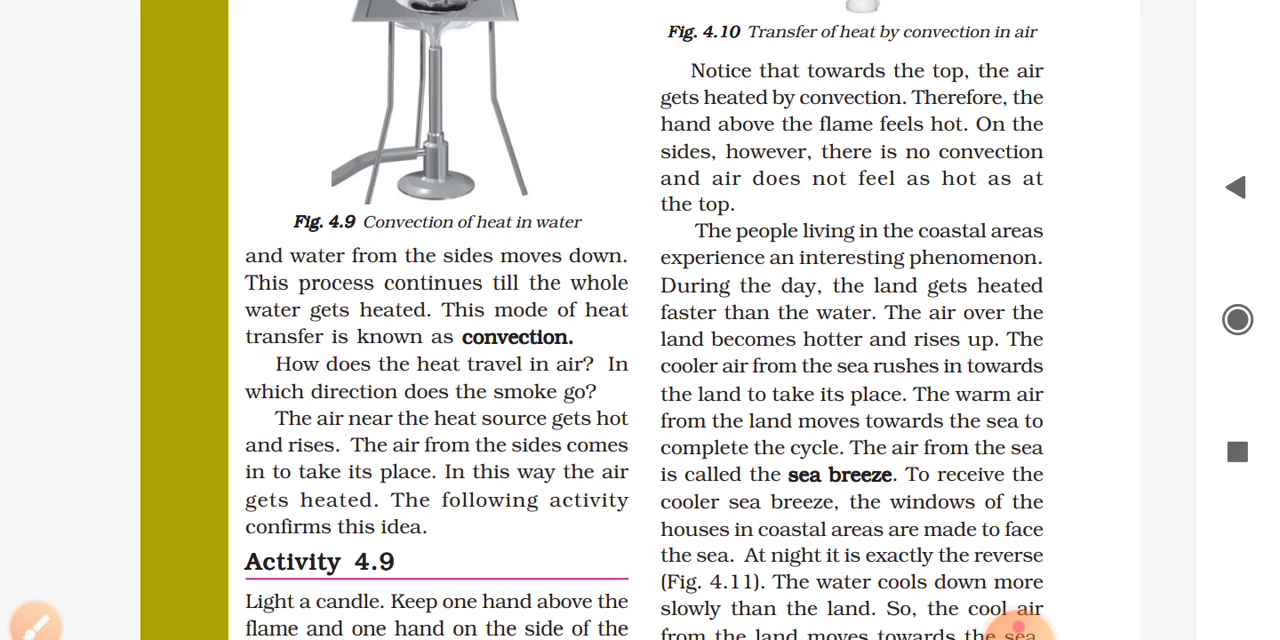 Fig. 4.9 Convection of heat in water
and water from the sides moves down.
This process continues till the whole
water gets heated. This mode of heat
transfer is known as convection.
How does the heat travel in air? In
which direction does the smoke go?
The air near the heat source gets hot
and rises. The air from the sides comes
in to take its place. In this way the air
gets heated. The following activity
confirms this idea.
Activity 4.9
Light a candle. Keep one hand above the
flame and one hand on the side of the
Fig. 4.10 Transfer of heat by convection in air
Notice that towards the top, the air
gets heated by convection. Therefore, the
hand above the flame feels hot. On the
sides, however, there is no convection
and air does not feel as hot as at
the top.
The people living in the coastal areas
experience an interesting phenomenon.
During the day, the land gets heated
faster than the water. The air over the
land becomes hotter and rises up. The
cooler air from the sea rushes in towards
the land to take its place. The warm air
from the land moves towards the sea to
complete the cycle. The air from the sea
is called the sea breeze. To receive the
cooler sea breeze, the windows of the
houses in coastal areas are made to face
the sea. At night it is exactly the reverse
(Fig. 4.11). The water cools down more
slowly than the land. So, the cool air
from the land moves towards the sea.